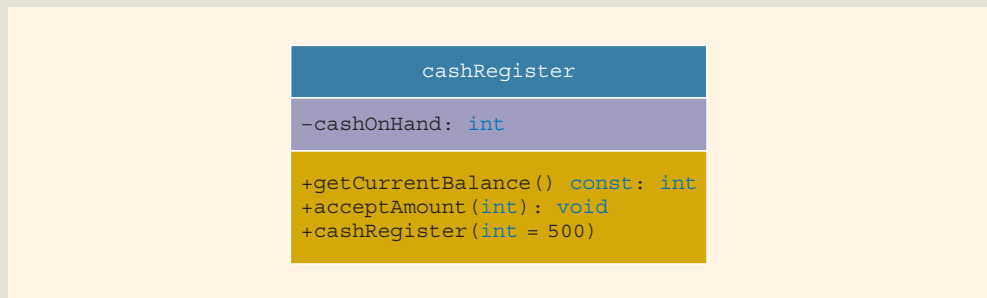 cashRegister
-cashOnHand: int
+getCurrentBalance() const: int
+acceptAmount(int): void
+cashRegister(int = 500)